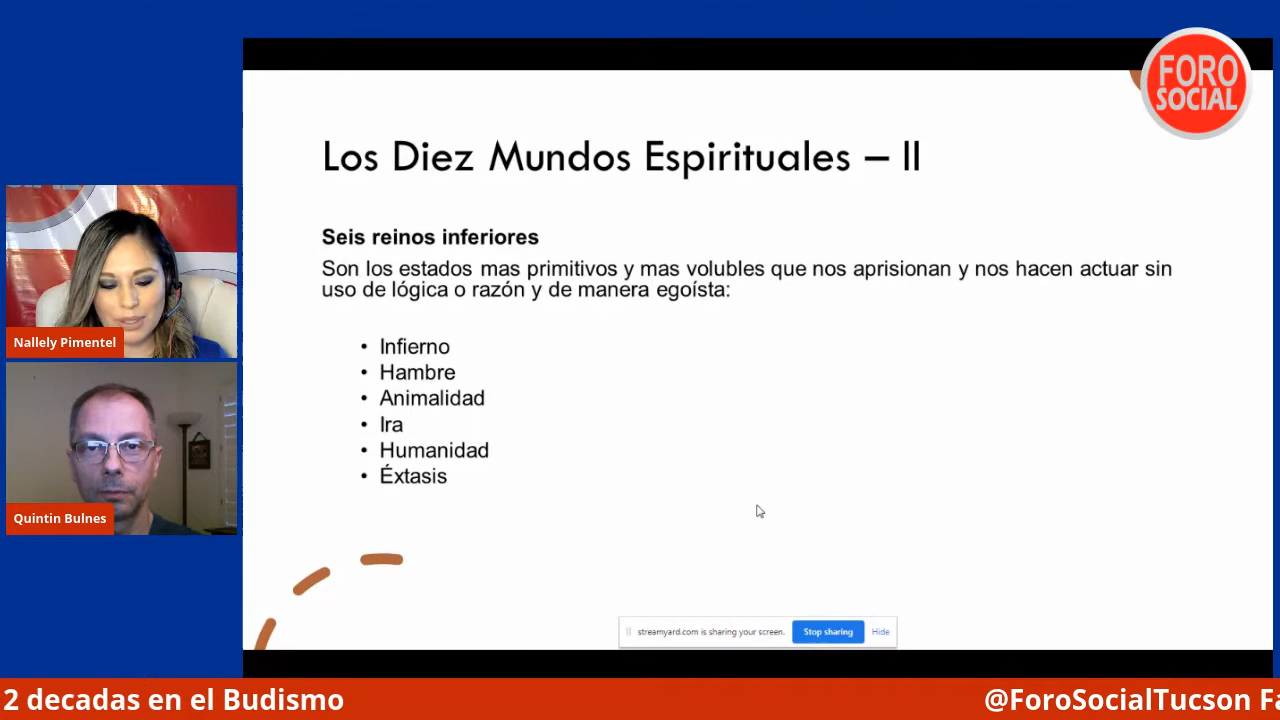 FORO
SOCIAL
Los Diez Mundos Espirituales – II
Seis reinos inferiores
Son los estados mas primitivos y mas volubles que nos aprisionan y nos hacen actuar sin
uso de lógica o razón y de manera egoísta:
• Infierno
• Hambre
• Animalidad
• Ira
• Humanidad
• Éxtasis
Nallely Pimentel
Quintin Bulnes
streamyard.com is sharing your screen.
Stop sharing
Hide
2 decadas en el Budismo
@ForoSocialTucson Fa